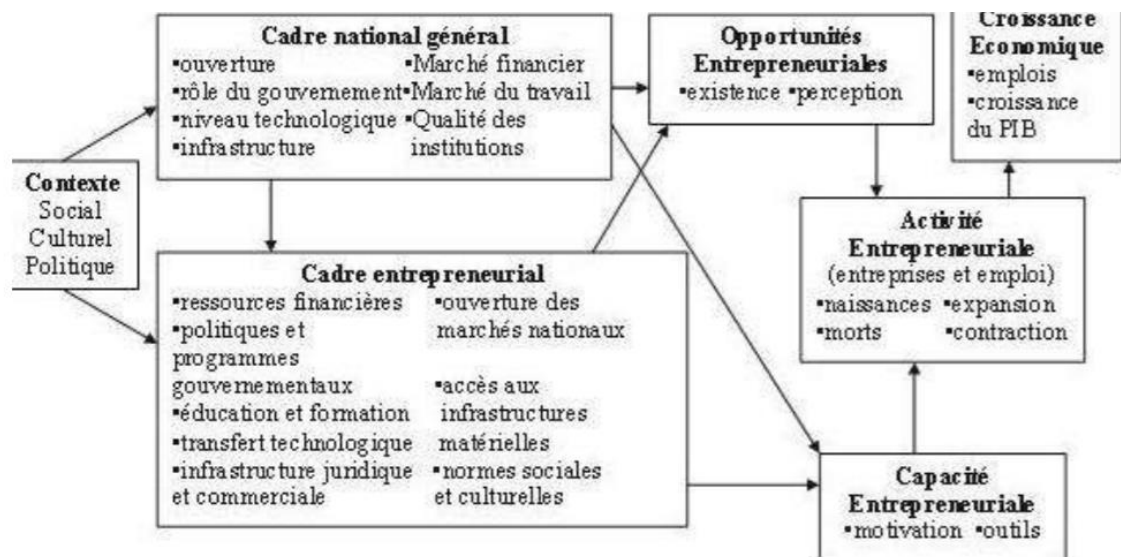 Contexte
Social
Culturel
Politique
Cadre national général
▪ouverture
▪rôle du gouvernement
▪niveau technologique
▪infrastructure
▪Marché financier
▪Marché du travail
▪Qualité des
institutions
Cadre entrepreneurial
▪ressources financières
▪politiques et
programmes
gouvernementaux
▪éducation et formation
▪transfert technologique
▪infrastructure juridique
et commerciale
▪ouverture des
marchés nationaux
▪accès aux
infrastructures
matérielles
▪normes sociales
et culturelles
Opportunités
Entrepreneuriales
▪existence ▪perception
Croissance
Economique
▪emplois
▪croissance
du PIB
Activité
Entrepreneuriale
(entreprises et emploi)
▪naissances ▪expansion
▪morts ▪contraction
Capacité
Entrepreneuriale
▪motivation ▪outils